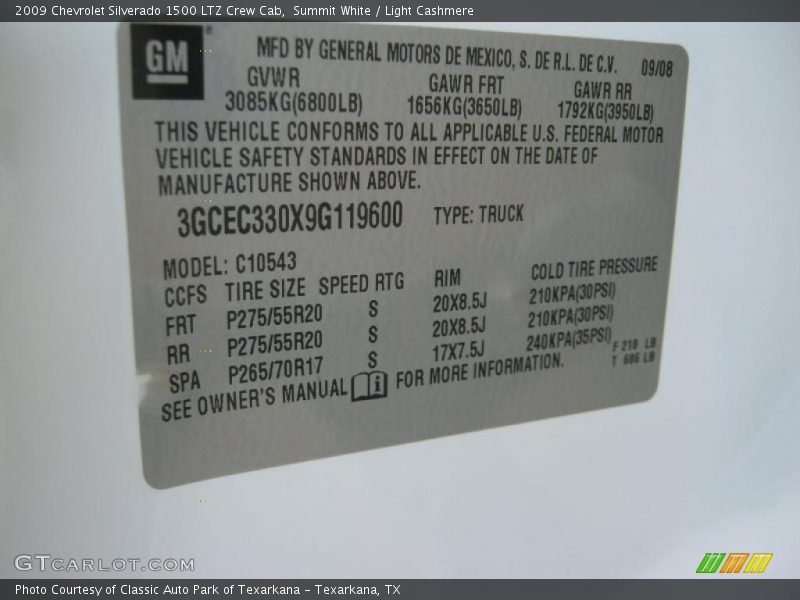 2009 Chevrolet Silverado 1500 LTZ Crew Cab, Summit White / Light Cashmere
GM
MFD BY GENERAL MOTORS DE MEXICO, S. DE R.L. DE C.V. 09/08
GVWR GAWR FRT GAWR RR
3085KG(6800LB) 1656KG(3650LB) 1792KG(3950LB)
THIS VEHICLE CONFORMS TO ALL APPLICABLE U.S. FEDERAL MOTOR
VEHICLE SAFETY STANDARDS IN EFFECT ON THE DATE OF
MANUFACTURE SHOWN ABOVE.
3GCEC330X9G119600 TYPE: TRUCK
MODEL: C10543
CCFS TIRE SIZE SPEED RTG RIM COLD TIRE PRESSURE
FRT P275/55R20 S 20X8.5J 210KPA(30PSI)
RR P275/55R20 S 20X8.5J 210KPA(30PSI)
SPA P265/70R17 S 17X7.5J 240KPA(35PSI)
F 218 LB
T 686 LB
SEE OWNER'S MANUAL FOR MORE INFORMATION.
GTCARLOT.COM
Photo Courtesy of Classic Auto Park of Texarkana - Texarkana, TX